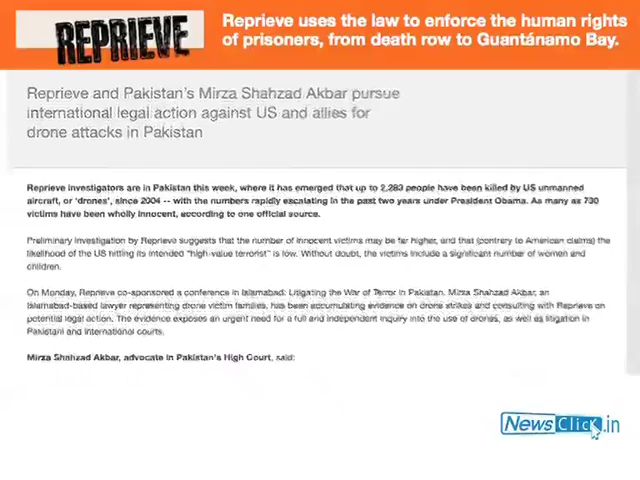 REPRIEVE
Reprieve uses the law to enforce the human rights
of prisoners, from death row to Guantánamo Bay.
Reprieve and Pakistan's Mirza Shahzad Akbar pursue
international legal action against US and allies for
drone attacks in Pakistan
Reprieve investigators are in Pakistan this week, where it has emerged that up to 2,283 people have been killed by US unmanned
aircraft, or 'drones', since 2004 -- with the numbers rapidly escalating in the past two years under President Obama. As many as 730
victims have been wholly innocent, according to one official source.
Preliminary investigation by Reprieve suggests that the number of innocent victims may be far higher, and that (contrary to American claims) the
likelihood of the US hitting its intended "high-value terrorist" is low. Without doubt, the victims include a significant number of women and
children.
On Monday, Reprieve co-sponsored a conference in Islamabad: Litigating the War of Terror in Pakistan. Mirza Shahzad Akbar, an
Islamabad-based lawyer representing drone victim families, has been accumulating evidence on drone strikes and consulting with Reprieve on
potential legal action. The evidence exposes an urgent need for a full and independent inquiry into the use of drones, as well as litigation in
Pakistani and international courts.
Mirza Shahzad Akbar, advocate in Pakistan's High Court, said:
NewsClick.in